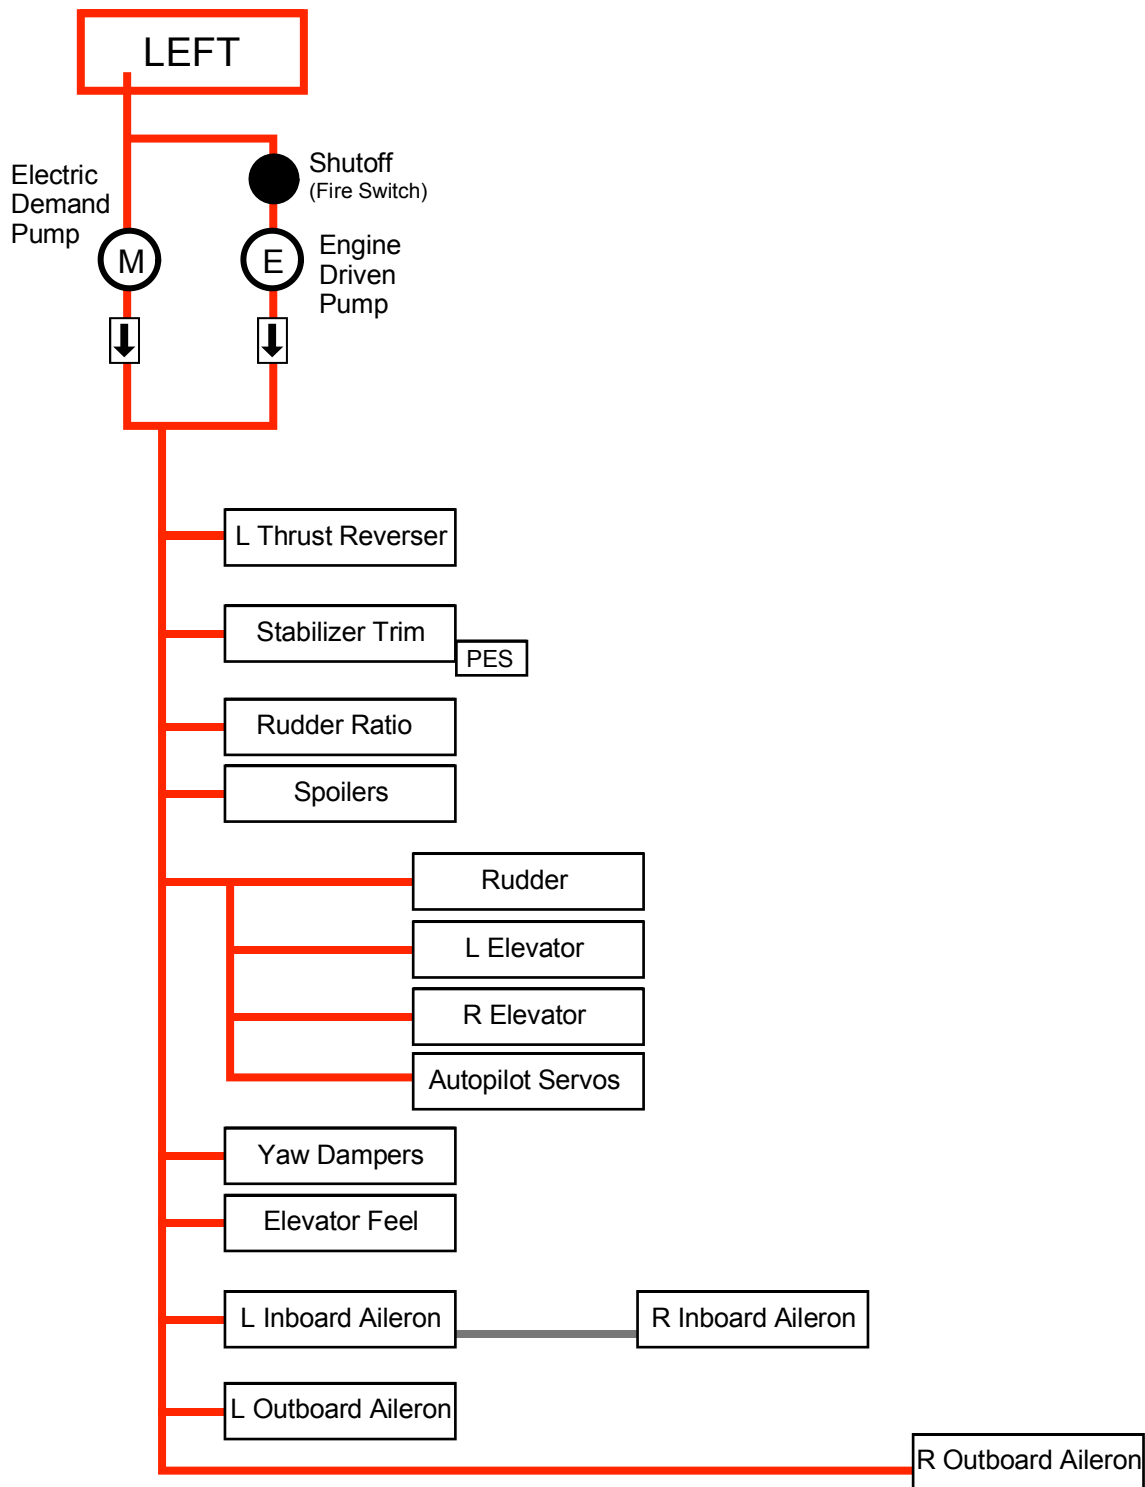 LEFT
Electric
Demand
Pump
Shutoff
(Fire Switch)
M
E
Engine
Driven
Pump
L Thrust Reverser
Stabilizer Trim
PES
Rudder Ratio
Spoilers
Rudder
L Elevator
R Elevator
Autopilot Servos
Yaw Dampers
Elevator Feel
L Inboard Aileron
R Inboard Aileron
L Outboard Aileron
R Outboard Aileron